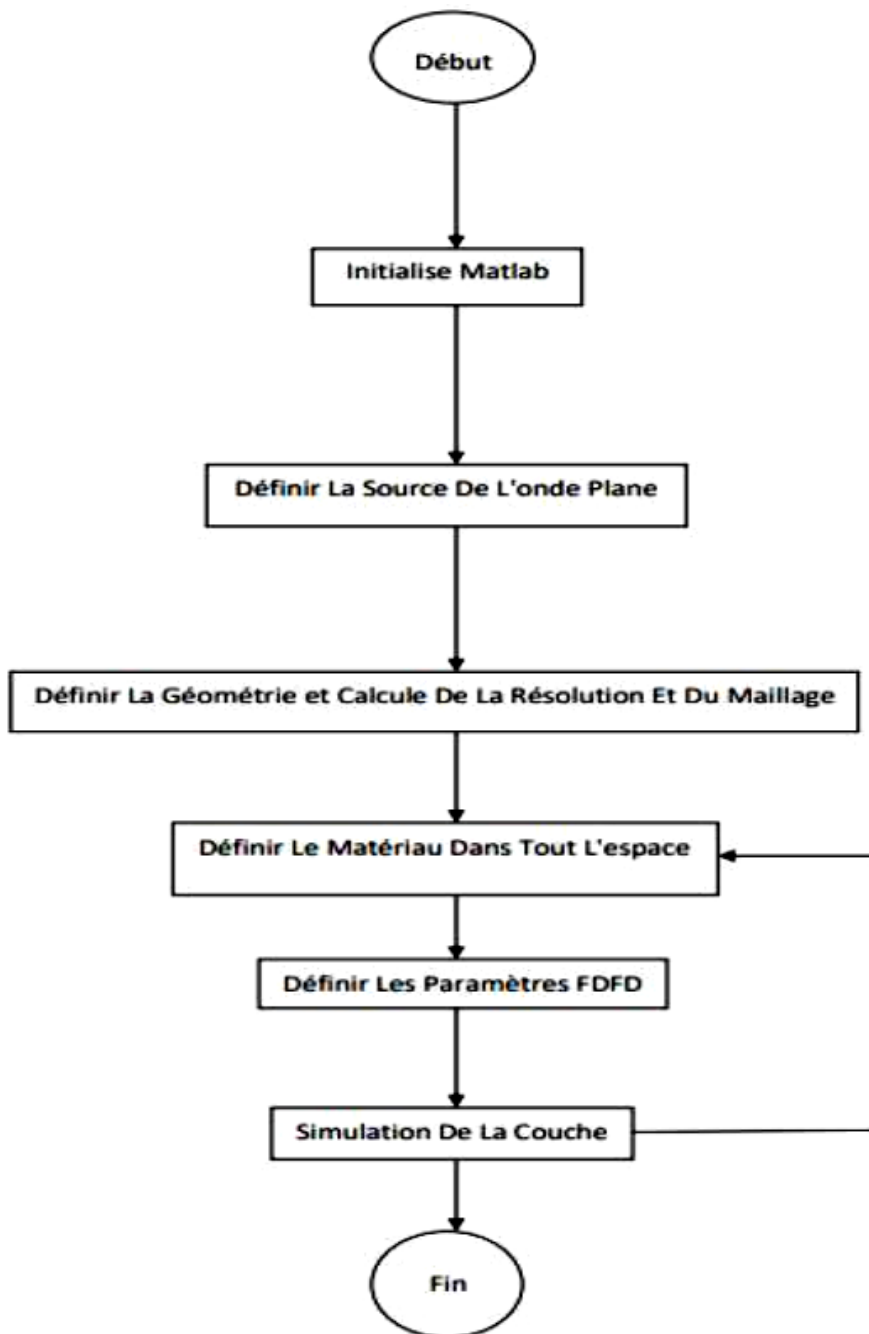 Début
Initialise Matlab
Définir La Source De L'onde Plane
Définir La Géométrie et Calcule De La Résolution Et Du Maillage
Définir Le Matériau Dans Tout L'espace
Définir Les Paramètres FDFD
Simulation De La Couche
Fin